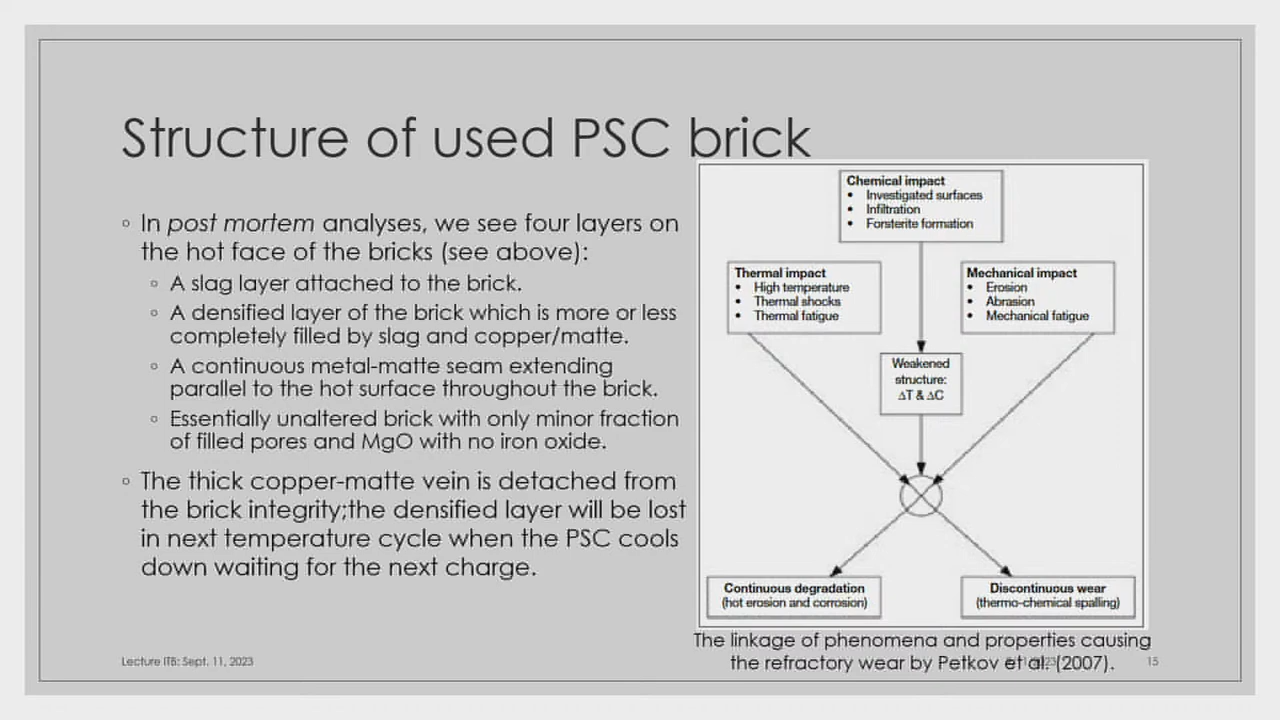 Structure of used PSC brick
◦ In post mortem analyses, we see four layers on
the hot face of the bricks (see above):
◦ A slag layer attached to the brick.
◦ A densified layer of the brick which is more or less
completely filled by slag and copper/matte.
◦ A continuous metal-matte seam extending
parallel to the hot surface throughout the brick.
◦ Essentially unaltered brick with only minor fraction
of filled pores and MgO with no iron oxide.
◦ The thick copper-matte vein is detached from
the brick integrity;the densified layer will be lost
in next temperature cycle when the PSC cools
down waiting for the next charge.
Chemical impact
• Investigated surfaces
• Infiltration
• Forsterite formation
Thermal impact
• High temperature
• Thermal shocks
• Thermal fatigue
Mechanical impact
• Erosion
• Abrasion
• Mechanical fatigue
Weakened
structure:
ΔT & ΔC
Continuous degradation
(hot erosion and corrosion)
Discontinuous wear
(thermo-chemical spalling)
The linkage of phenomena and properties causing
the refractory wear by Petkov et al. (2007).
Lecture ITB: Sept. 11, 2023
15